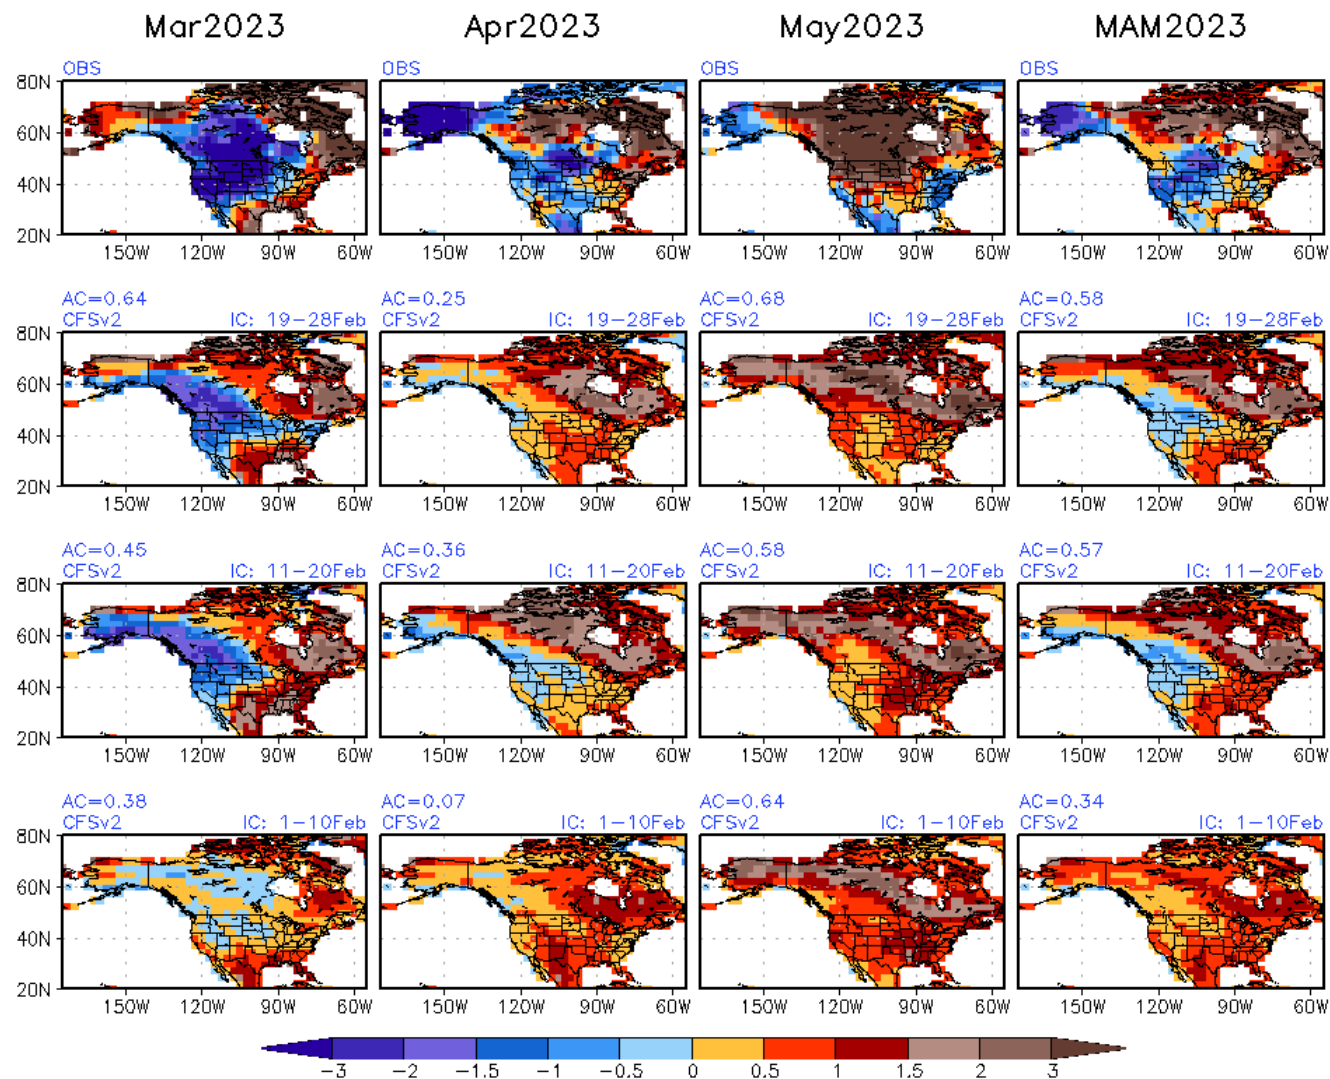 Mar2023 Apr2023 May2023 MAM2023
OBS OBS OBS OBS
80N
60N
40N
20N
150W 120W 90W 60W 150W 120W 90W 60W 150W 120W 90W 60W 150W 120W 90W 60W
AC=0.64 AC=0.25 AC=0.68 AC=0.58
CFSv2 IC: 19-28Feb CFSv2 IC: 19-28Feb CFSv2 IC: 19-28Feb CFSv2 IC: 19-28Feb
80N
60N
40N
20N
150W 120W 90W 60W 150W 120W 90W 60W 150W 120W 90W 60W 150W 120W 90W 60W
AC=0.45 AC=0.36 AC=0.58 AC=0.57
CFSv2 IC: 11-20Feb CFSv2 IC: 11-20Feb CFSv2 IC: 11-20Feb CFSv2 IC: 11-20Feb
80N
60N
40N
20N
150W 120W 90W 60W 150W 120W 90W 60W 150W 120W 90W 60W 150W 120W 90W 60W
AC=0.38 AC=0.07 AC=0.64 AC=0.34
CFSv2 IC: 1-10Feb CFSv2 IC: 1-10Feb CFSv2 IC: 1-10Feb CFSv2 IC: 1-10Feb
80N
60N
40N
20N
150W 120W 90W 60W 150W 120W 90W 60W 150W 120W 90W 60W 150W 120W 90W 60W
-3 -2 -1.5 -1 -0.5 0 0.5 1 1.5 2 3